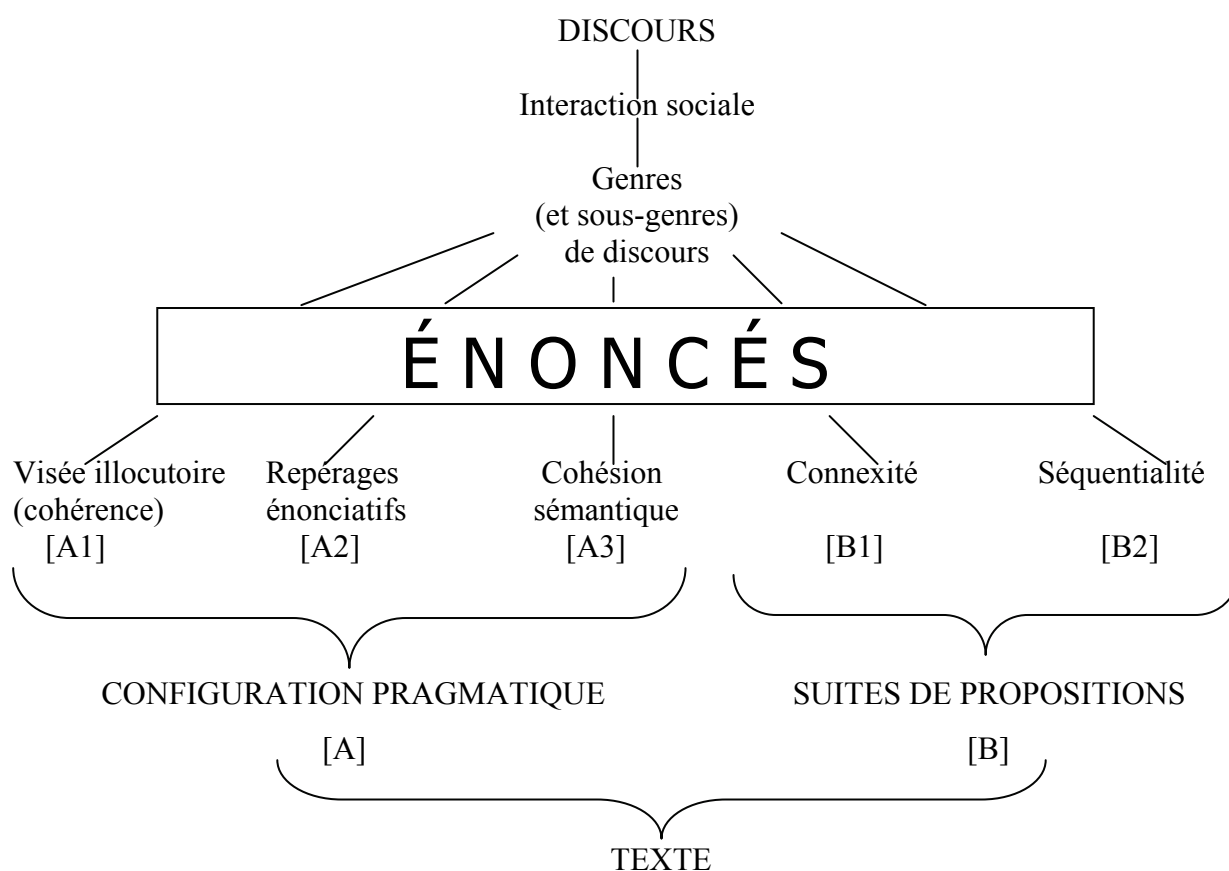 DISCOURS
Interaction sociale
Genres
(et sous-genres)
de discours
É N O N C É S
Visée illocutoire
(cohérence)
[A1]
Repérages
énonciatifs
[A2]
Cohésion
sémantique
[A3]
Connexité
[B1]
Séquentialité
[B2]
CONFIGURATION PRAGMATIQUE
[A]
SUITES DE PROPOSITIONS
[B]
TEXTE